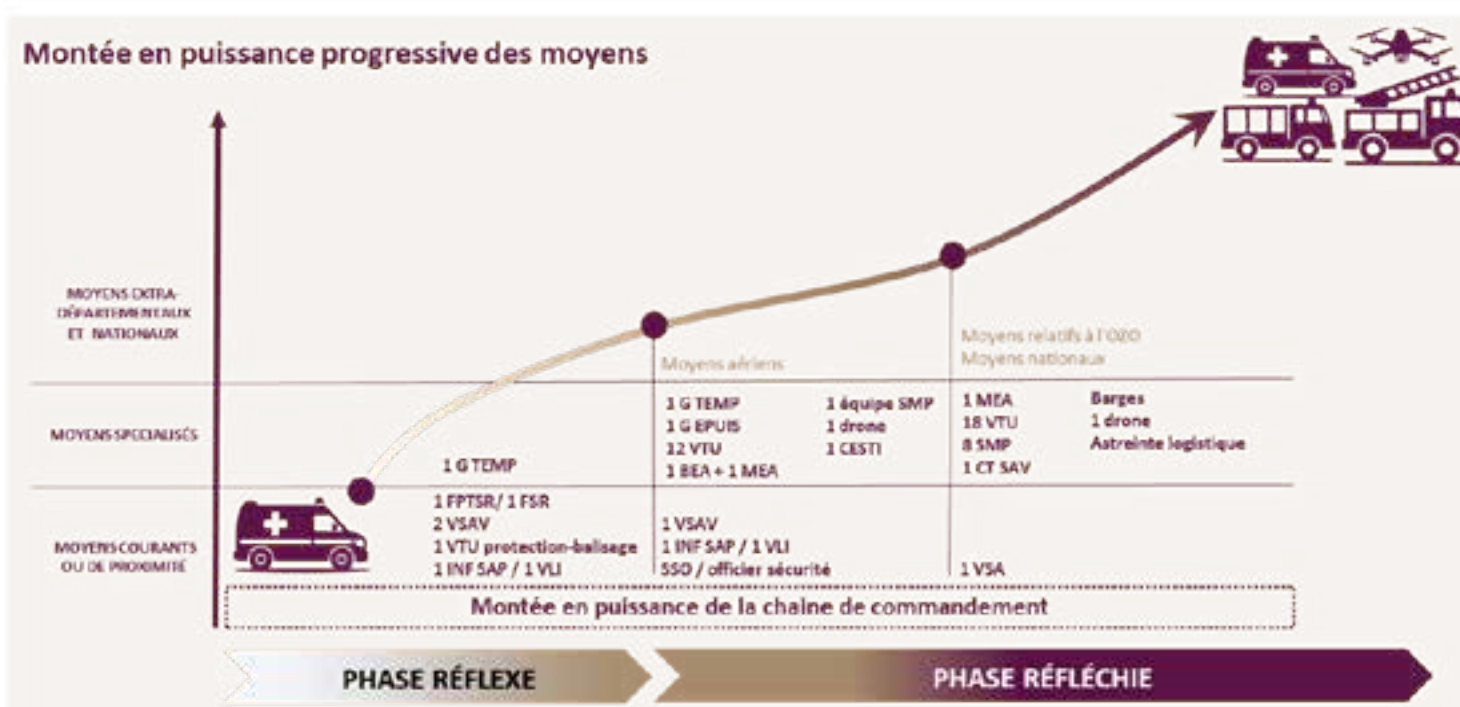 Montée en puissance progressive des moyens
MOYENS EXTRA-
DÉPARTEMENTAUX
ET NATIONAUX
Moyens aériens
Moyens relatifs à l'
Moyens nationaux
MOYENS SPÉCIALISÉS
1 G TEMP
1 G TEMP
1 G EPUIS
12 VTU
1 BEA + 1 MEA
1 équipe SMP
1 drone
1 CESTI
1 MEA
18 VTU
8 SMP
1 CT SAV
Barges
1 drone
Astreinte logistique
MOYENS COURANTS
OU DE PROXIMITÉ
1 FPTSR/ 1 FSR
2 VSAV
1 VTU protection-balisage
1 INF SAP / 1 VLI
1 VSAV
1 INF SAP / 1 VLI
SSO / officier sécurité
1 VSA
Montée en puissance de la chaine de commandement
PHASE RÉFLEXE
PHASE RÉFLÉCHIE